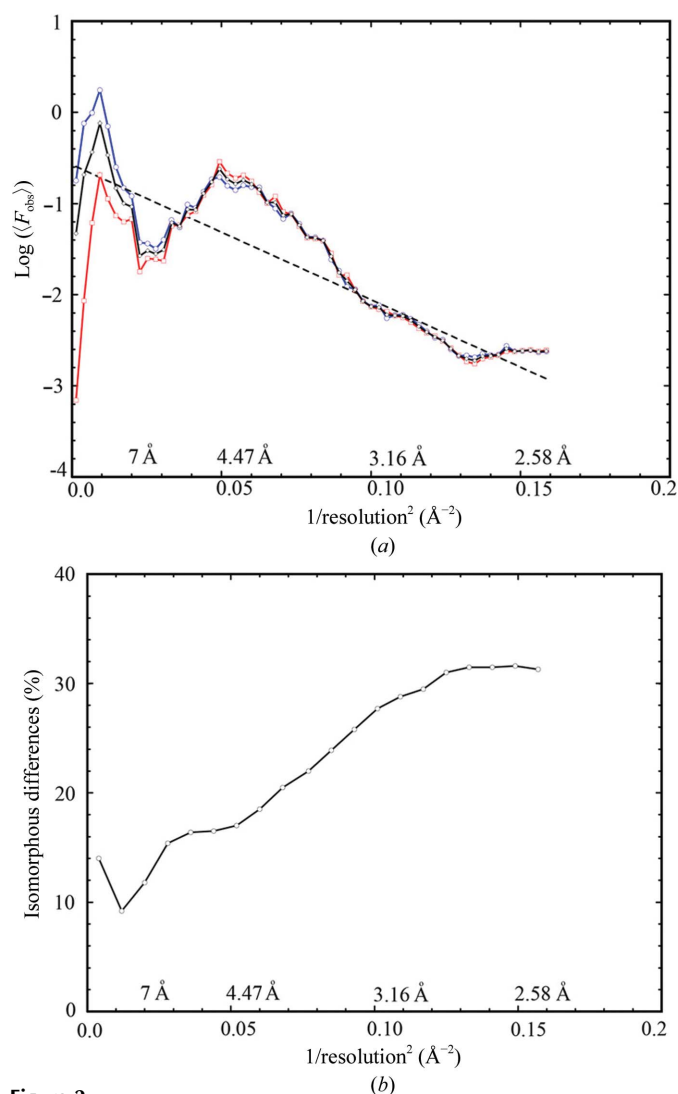 1
0
−1
−2
−3
-4
Log (⟨F_obs⟩)
7 Å 4.47 Å 3.16 Å 2.58 Å
0.0 0.05 0.10 0.15 0.2
1/resolution² (Å⁻²)
(a)
40
30
20
10
0
Isomorphous differences (%)
7 Å 4.47 Å 3.16 Å 2.58 Å
0.0 0.05 0.10 0.15 0.2
1/resolution² (Å⁻²)
(b)